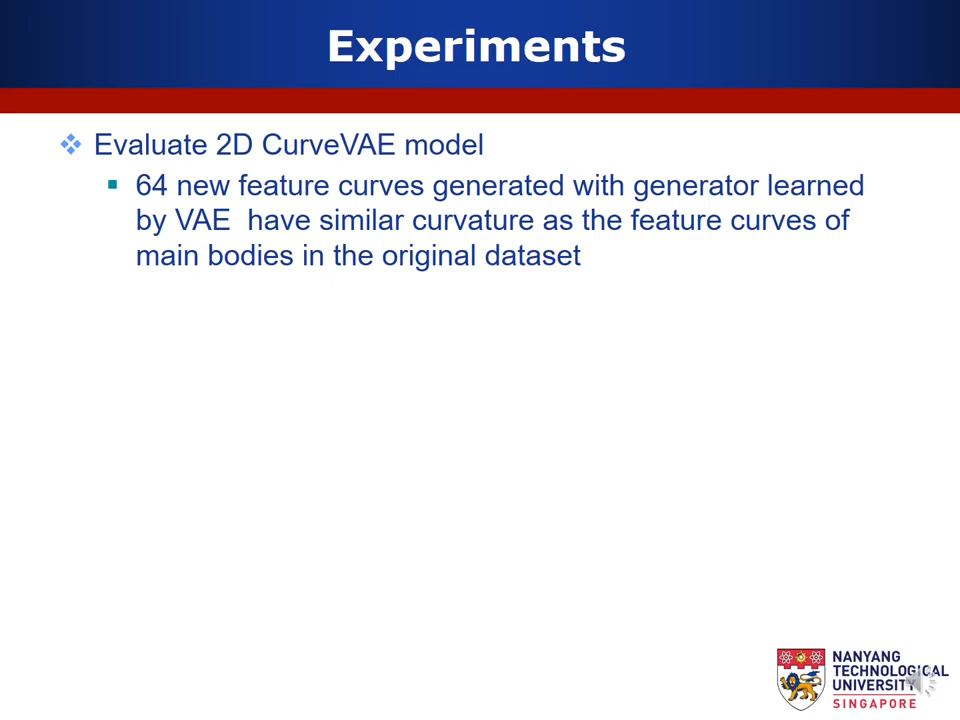 Experiments
Evaluate 2D CurveVAE model
64 new feature curves generated with generator learned
by VAE  have similar curvature as the feature curves of
main bodies in the original dataset
NANYANG
TECHNOLOGICAL
UNIVERSITY
SINGAPORE